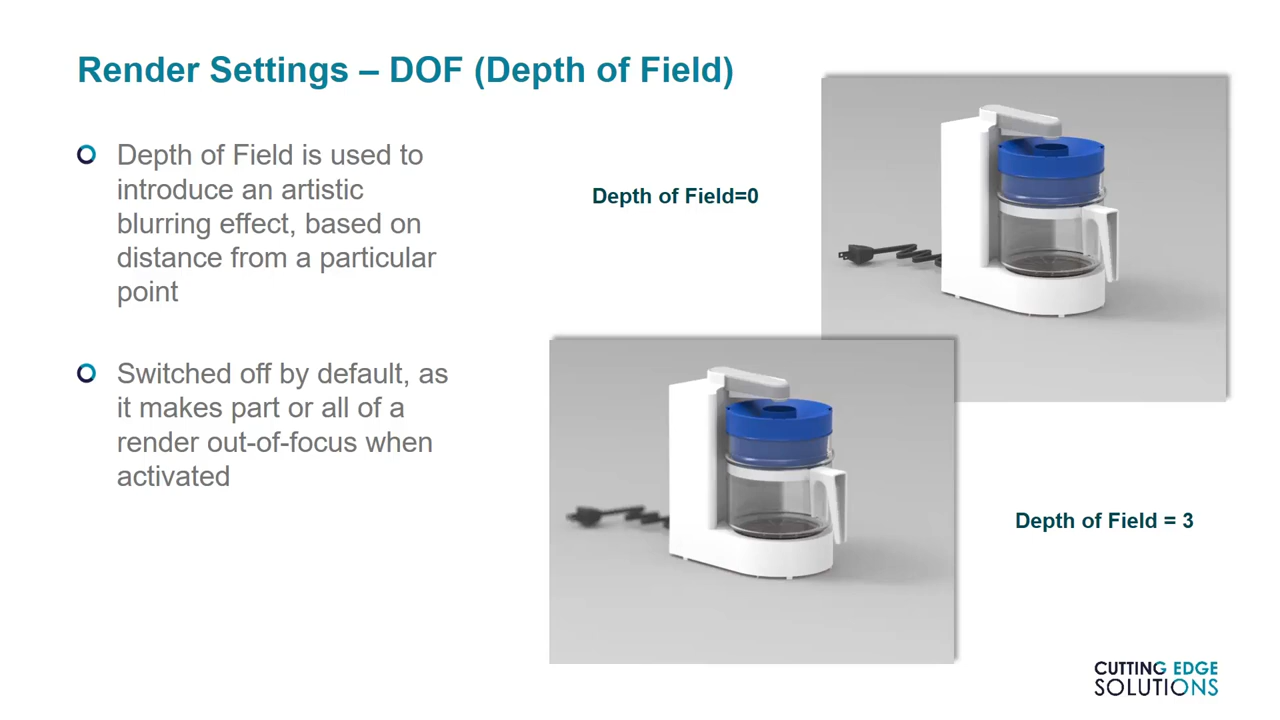 Render Settings – DOF (Depth of Field)
Depth of Field is used to
introduce an artistic
blurring effect, based on
distance from a particular
point
Switched off by default, as
it makes part or all of a
render out-of-focus when
activated
Depth of Field=0
Depth of Field = 3
CUTTING EDGE
SOLUTIONS